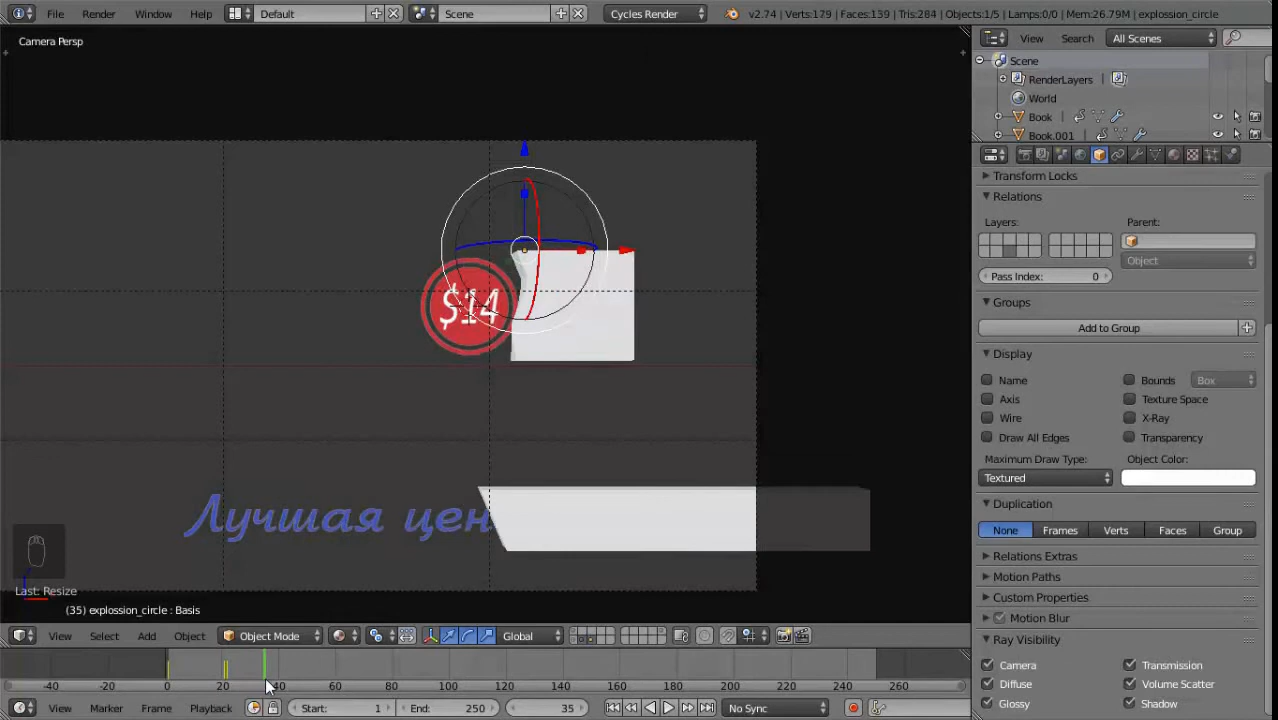 File Render Window Help Default Scene Cycles Render v2.74 | Verts:179 | Faces:139 | Tris:284 | Objects:1/5 | Lamps:0/0 | Mem:26.79M | explossion_circle
Camera Persp
View Search All Scenes
Scene
RenderLayers
World
Book
Book.001
Transform Locks
Relations
Layers: Parent:
Object
Pass Index: 0
Groups
Add to Group
Display
Name Bounds Box
Axis Texture Space
Wire X-Ray
Draw All Edges Transparency
Maximum Draw Type: Object Color:
Textured
Duplication
None Frames Verts Faces Group
Relations Extras
Motion Paths
Custom Properties
Motion Blur
Ray Visibility
Camera Transmission
Diffuse Volume Scatter
Glossy Shadow
$14
Лучшая цен
Last: Resize
(35) explossion_circle : Basis
View Select Add Object Object Mode Global
-40 -20 0 20 40 60 80 100 120 140 160 180 200 220 240 260
View Marker Frame Playback Start: 1 End: 250 35 No Sync